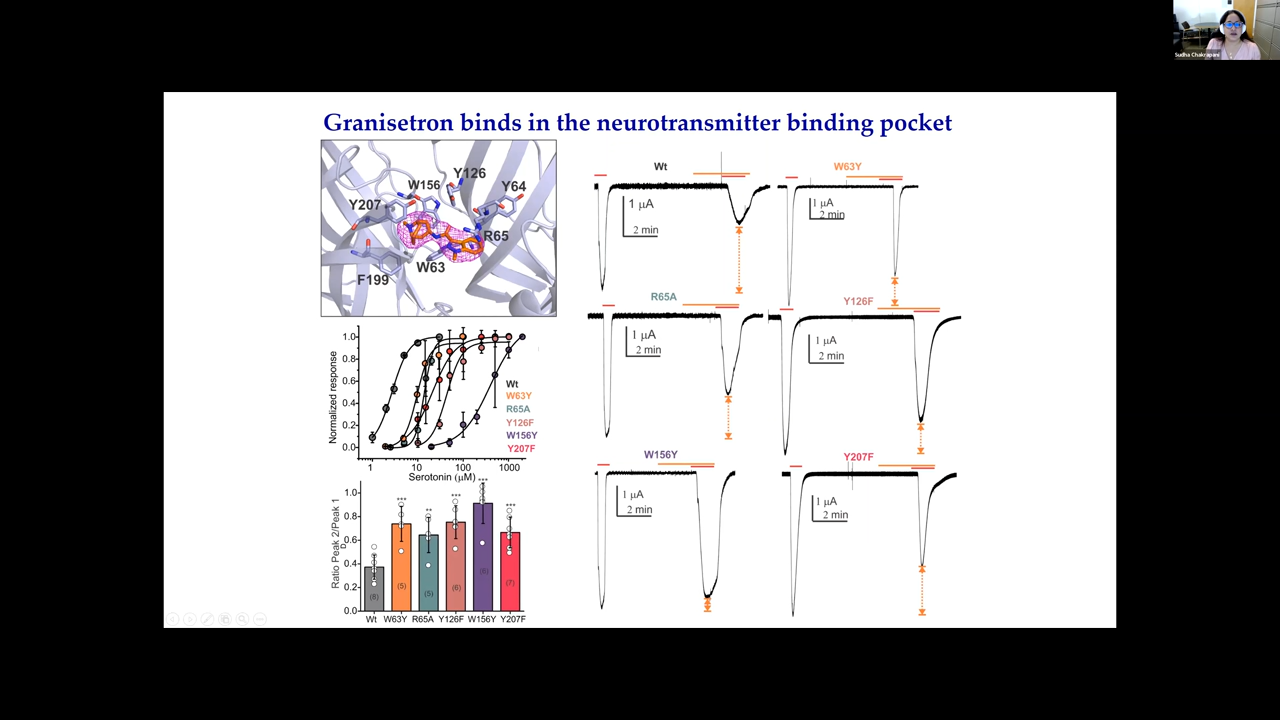 Sudha Chakrapani
Granisetron binds in the neurotransmitter binding pocket
Y126
W156
Y64
Y207
R65
W63
F199
Normalized response
1.0
0.8
0.6
0.4
0.2
0.0
1
10
100
1000
Serotonin (μM)
Wt
W63Y
R65A
Y126F
W156Y
Y207F
Ratio Peak 2/Peak 1
1.0
0.8
0.6
0.4
0.2
0.0
***
**
***
***
***
(8)
(5)
(5)
(6)
(6)
(7)
Wt W63Y R65A Y126F W156Y Y207F
Wt
1 μA
2 min
W63Y
1 μA
2 min
R65A
1 μA
2 min
Y126F
1 μA
2 min
W156Y
1 μA
2 min
Y207F
1 μA
2 min